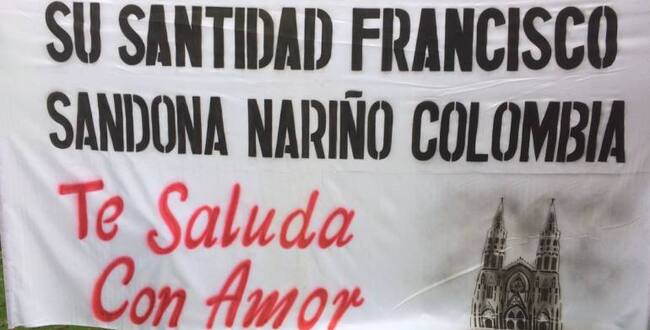 SU SANTIDAD FRANCISCO
SANDONA NARIÑO COLOMBIA
Te Saluda
Con Amor